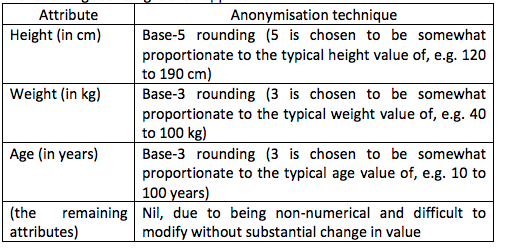 Attribute Anonymisation technique
Height (in cm) Base-5 rounding (5 is chosen to be somewhat
proportionate to the typical height value of, e.g. 120
to 190 cm)
Weight (in kg) Base-3 rounding (3 is chosen to be somewhat
proportionate to the typical weight value of, e.g. 40
to 100 kg)
Age (in years) Base-3 rounding (3 is chosen to be somewhat
proportionate to the typical age value of, e.g. 10 to
100 years)
(the remaining Nil, due to being non-numerical and difficult to
attributes) modify without substantial change in value